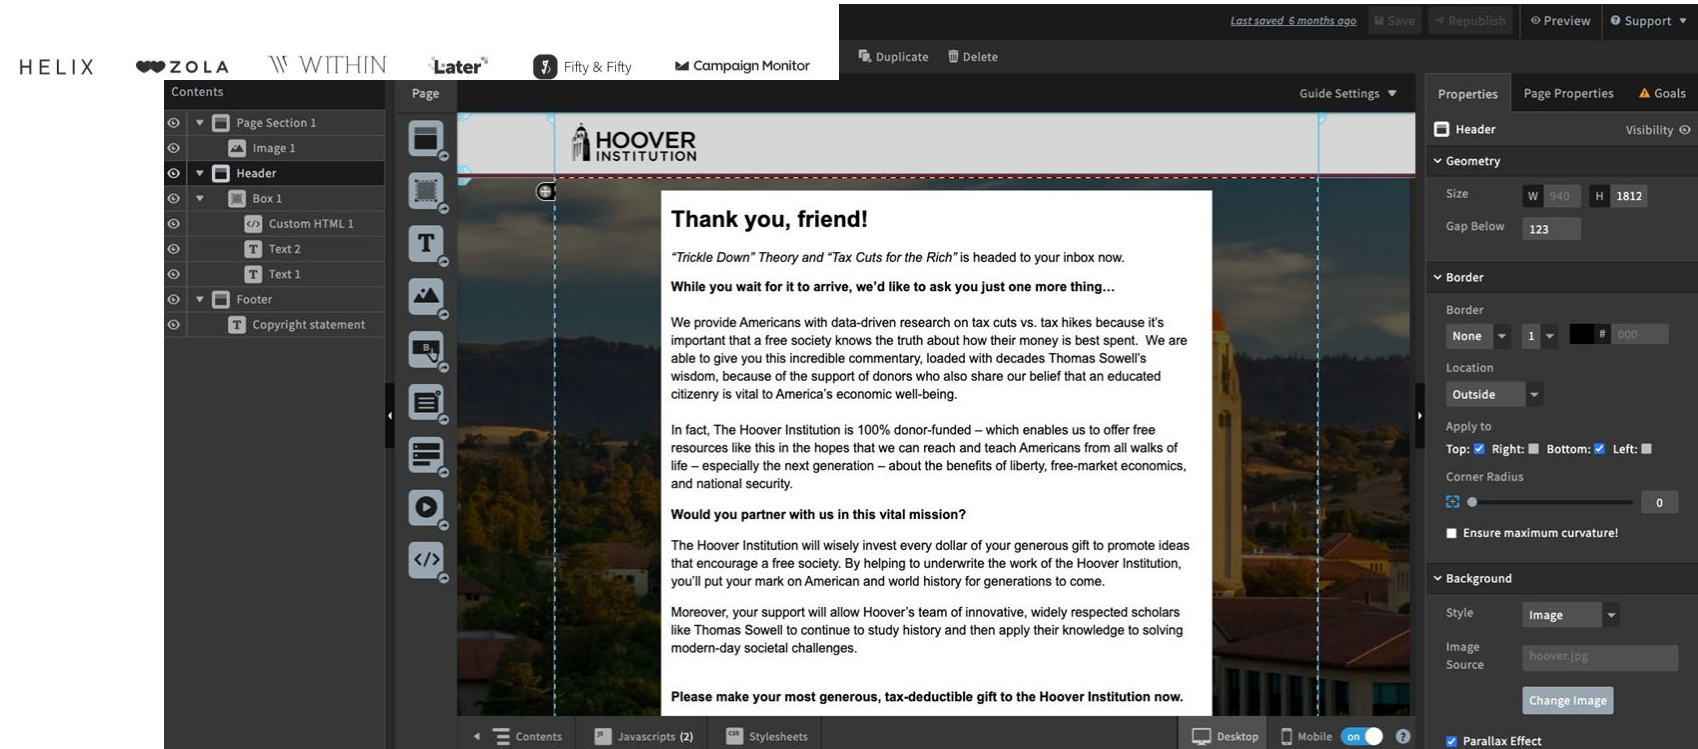 HELIX
ZOLA
WITHIN
Later
Fifty & Fifty
Campaign Monitor
Last saved 6 months ago
Save
Republish
Preview
Support
Duplicate
Delete
Contents
Page
Guide Settings
Properties
Page Properties
Goals
Page Section 1
Image 1
Header
Box 1
</>
Custom HTML 1
T
Text 2
T
Text 1
Footer
T
Copyright statement
T
B
</>
HOOVER
INSTITUTION
Thank you, friend!
“Trickle Down” Theory and “Tax Cuts for the Rich” is headed to your inbox now.
While you wait for it to arrive, we’d like to ask you just one more thing…
We provide Americans with data-driven research on tax cuts vs. tax hikes because it’s
important that a free society knows the truth about how their money is best spent. We are
able to give you this incredible commentary, loaded with decades Thomas Sowell’s
wisdom, because of the support of donors who also share our belief that an educated
citizenry is vital to America’s economic well-being.
In fact, The Hoover Institution is 100% donor-funded – which enables us to offer free
resources like this in the hopes that we can reach and teach Americans from all walks of
life – especially the next generation – about the benefits of liberty, free-market economics,
and national security.
Would you partner with us in this vital mission?
The Hoover Institution will wisely invest every dollar of your generous gift to promote ideas
that encourage a free society. By helping to underwrite the work of the Hoover Institution,
you’ll put your mark on American and world history for generations to come.
Moreover, your support will allow Hoover’s team of innovative, widely respected scholars
like Thomas Sowell to continue to study history and then apply their knowledge to solving
modern-day societal challenges.
Please make your most generous, tax-deductible gift to the Hoover Institution now.
Header
Visibility
Geometry
Size W 940 H 1812
Gap Below 123
Border
Border
None 1 # 000
Location
Outside
Apply to
Top: Right: Bottom: Left:
Corner Radius
0
Ensure maximum curvature!
Background
Style Image
Image
Source
hoover.jpg
Change Image
Parallax Effect
Contents
JS Javascripts (2)
CSS Stylesheets
Desktop
Mobile on
?